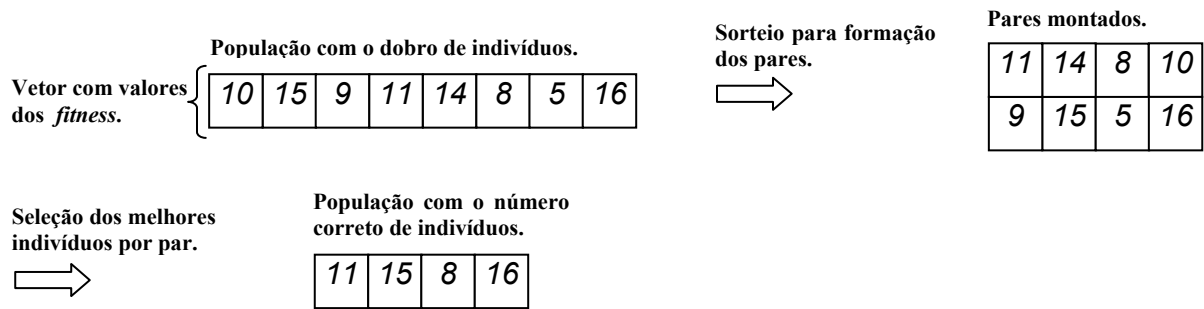 População com o dobro de indivíduos.
Vetor com valores
dos fitness.
10 15 9 11 14 8 5 16
Sorteio para formação
dos pares.
Pares montados.
11 14 8 10
9 15 5 16
Seleção dos melhores
indivíduos por par.
População com o número
correto de indivíduos.
11 15 8 16